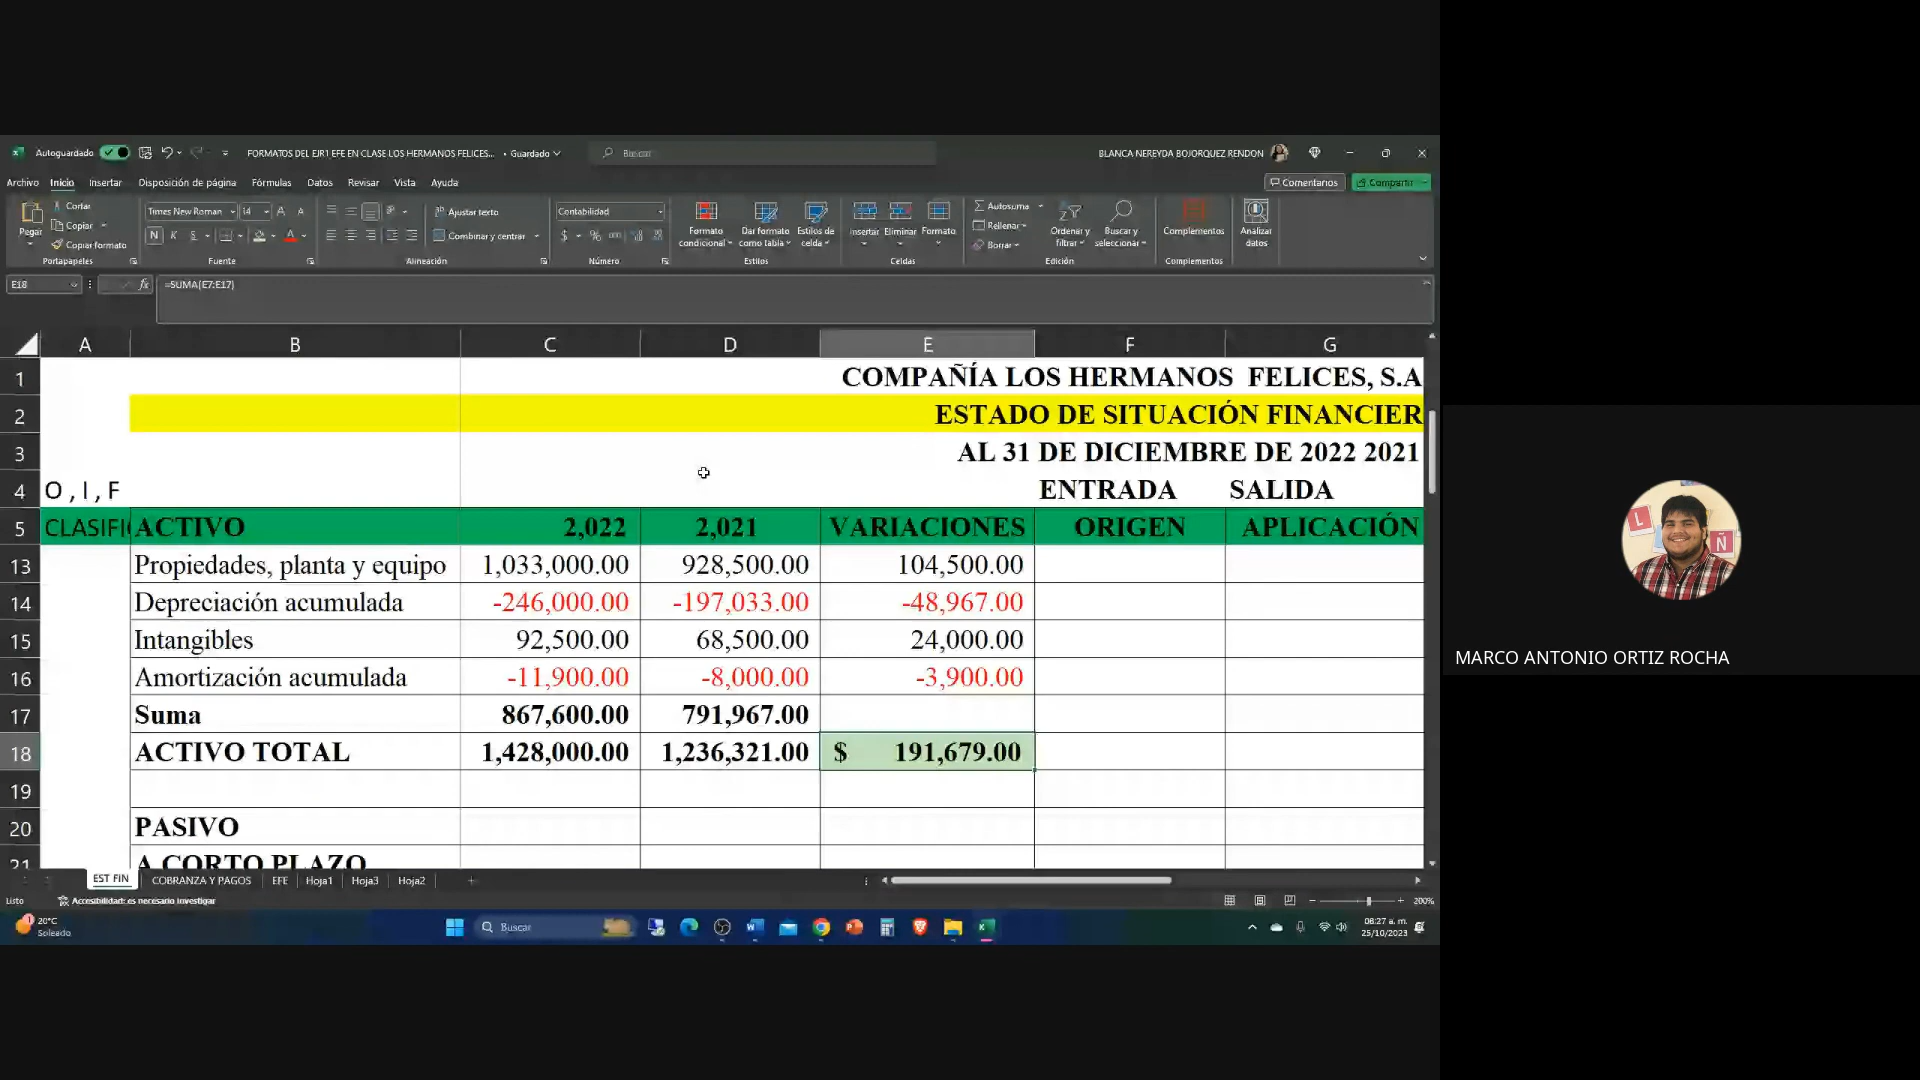 Autoguardado
FORMATOS DEL EJR1 EFE EN CLASE LOS HERMANOS FELICES... • Guardado
Buscar
BLANCA NEREYDA BOJORQUEZ RENDON
Archivo Inicio Insertar Disposición de página Fórmulas Datos Revisar Vista Ayuda
Comentarios Compartir
Pegar
Cortar
Copiar
Copiar formato
Portapapeles
Times New Roman 14
N K S
Fuente
Ajustar texto
Combinar y centrar
Alineación
Contabilidad
$ % 000
Número
Formato condicional
Dar formato como tabla
Estilos de celda
Estilos
Insertar Eliminar Formato
Celdas
Autosuma
Rellenar
Borrar
Ordenar y filtrar
Buscar y seleccionar
Edición
Complementos
Complementos
Analizar datos
E18 fx =SUMA(E7:E17)
A B C D E F G
1 COMPAÑÍA LOS HERMANOS FELICES, S.A
2 ESTADO DE SITUACIÓN FINANCIER
3 AL 31 DE DICIEMBRE DE 2022 2021
4 O , I , F ENTRADA SALIDA
5 CLASIFI ACTIVO 2,022 2,021 VARIACIONES ORIGEN APLICACIÓN
13 Propiedades, planta y equipo 1,033,000.00 928,500.00 104,500.00
14 Depreciación acumulada -246,000.00 -197,033.00 -48,967.00
15 Intangibles 92,500.00 68,500.00 24,000.00
16 Amortización acumulada -11,900.00 -8,000.00 -3,900.00
17 Suma 867,600.00 791,967.00
18 ACTIVO TOTAL 1,428,000.00 1,236,321.00 $ 191,679.00
19
20 PASIVO
21 A CORTO PLAZO
EST FIN COBRANZA Y PAGOS EFE Hoja1 Hoja3 Hoja2 +
Listo Accesibilidad: es necesario investigar 200%
1 20°C
Soleado
Buscar
08:27 a. m.
25/10/2023
L
Ñ
MARCO ANTONIO ORTIZ ROCHA